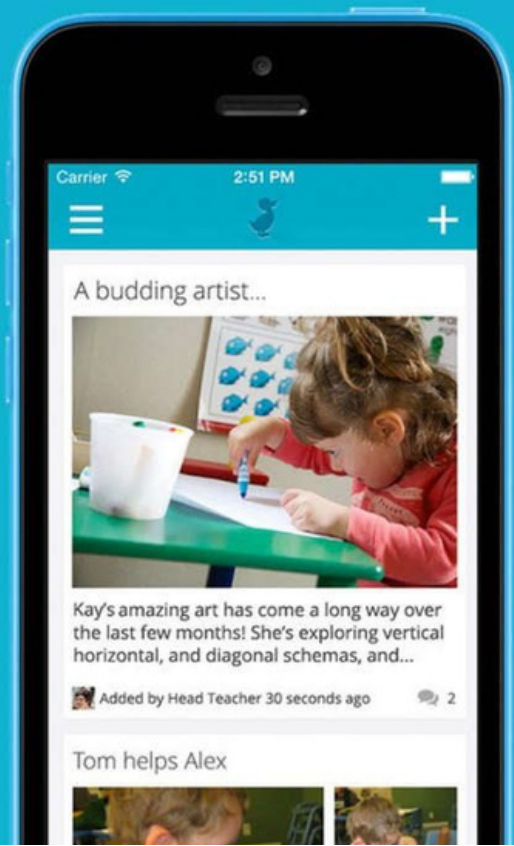 Carrier
2:51 PM
A budding artist...
Kay's amazing art has come a long way over
the last few months! She's exploring vertical
horizontal, and diagonal schemas, and...
Added by Head Teacher 30 seconds ago
2
Tom helps Alex